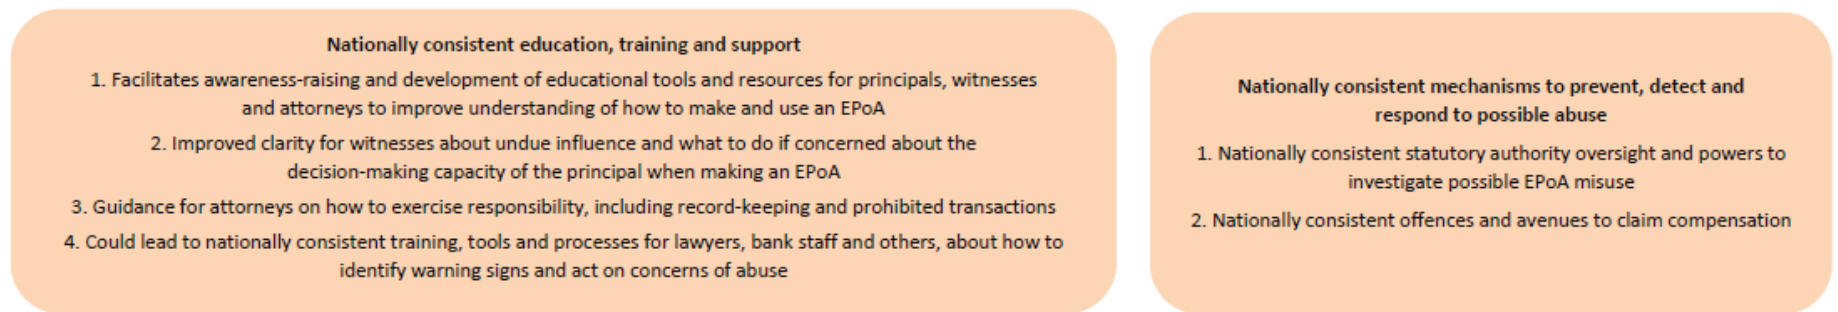 Nationally consistent education, training and support
1. Facilitates awareness-raising and development of educational tools and resources for principals, witnesses
and attorneys to improve understanding of how to make and use an EPoA
2. Improved clarity for witnesses about undue influence and what to do if concerned about the
decision-making capacity of the principal when making an EPoA
3. Guidance for attorneys on how to exercise responsibility, including record-keeping and prohibited transactions
4. Could lead to nationally consistent training, tools and processes for lawyers, bank staff and others, about how to
identify warning signs and act on concerns of abuse
Nationally consistent mechanisms to prevent, detect and
respond to possible abuse
1. Nationally consistent statutory authority oversight and powers to
investigate possible EPoA misuse
2. Nationally consistent offences and avenues to claim compensation